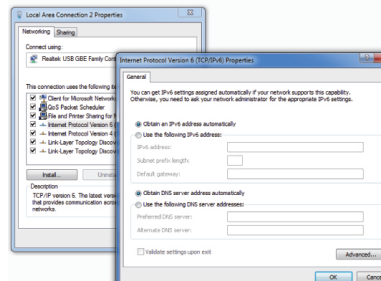 Local Area Connection 2 Properties
Networking
Sharing
Connect using:
Realtek USB GBE Family Con
This connection uses the following ite
Client for Microsoft Network
QoS Packet Scheduler
File and Printer Sharing for
Internet Protocol Version 6
Internet Protocol Version 4
Link-Layer Topology Discov
Link-Layer Topology Discov
Install...
Uninsta
Description
TCP/IP version 6. The latest versi
that provides communication acro
networks.
Internet Protocol Version 6 (TCP/IPv6) Properties
General
You can get IPv6 settings assigned automatically if your network supports this capability.
Otherwise, you need to ask your network administrator for the appropriate IPv6 settings.
Obtain an IPv6 address automatically
Use the following IPv6 address:
IPv6 address:
Subnet prefix length:
Default gateway:
Obtain DNS server address automatically
Use the following DNS server addresses:
Preferred DNS server:
Alternate DNS server:
Validate settings upon exit
Advanced...
OK
Cance